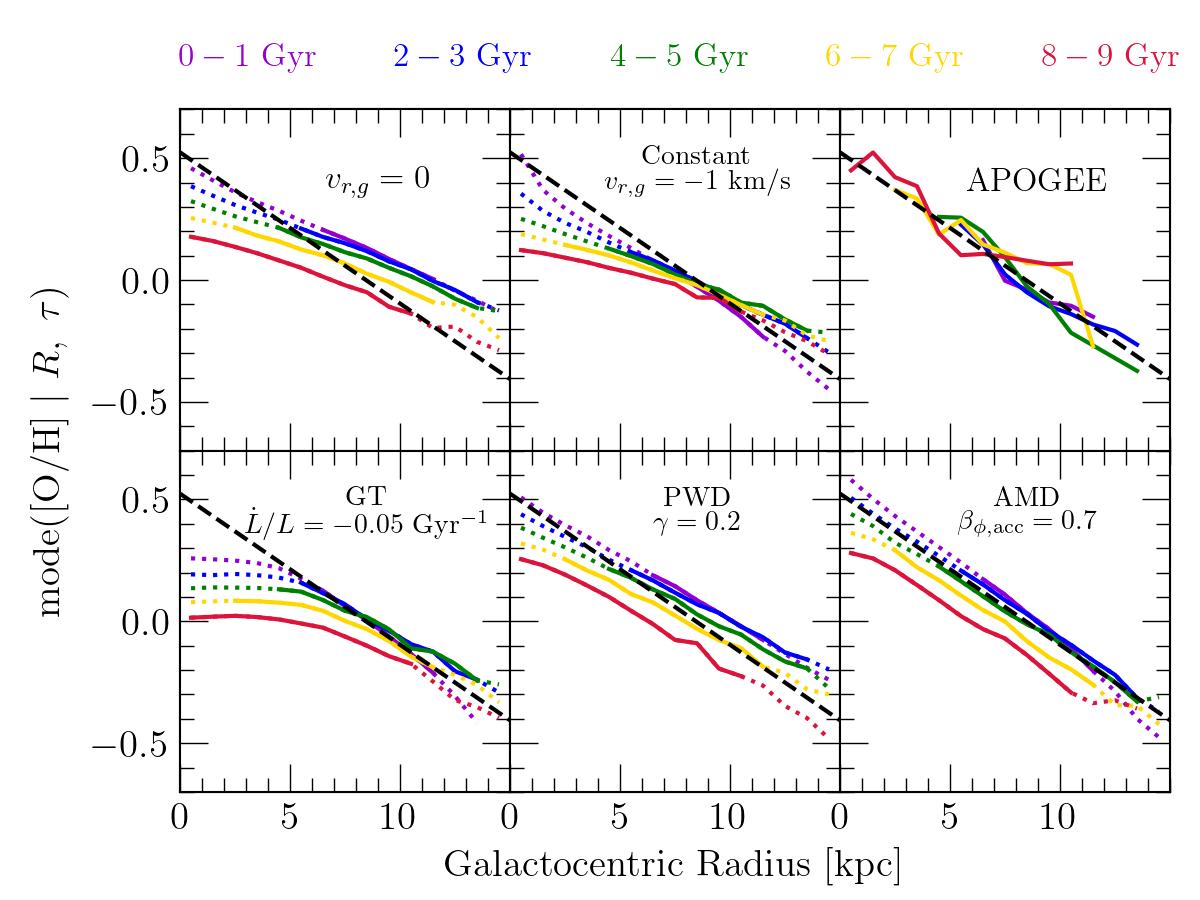 0 − 1 Gyr 2 − 3 Gyr 4 − 5 Gyr 6 − 7 Gyr 8 − 9 Gyr
mode([O/H] | R, τ)
0.5
0.0
−0.5
v_{r,g} = 0
Constant
v_{r,g} = −1 km/s
APOGEE
0.5
0.0
−0.5
GT
L̇/L = −0.05 Gyr⁻¹
PWD
γ = 0.2
AMD
β_{ϕ,acc} = 0.7
0 5 10 0 5 10 0 5 10
Galactocentric Radius [kpc]